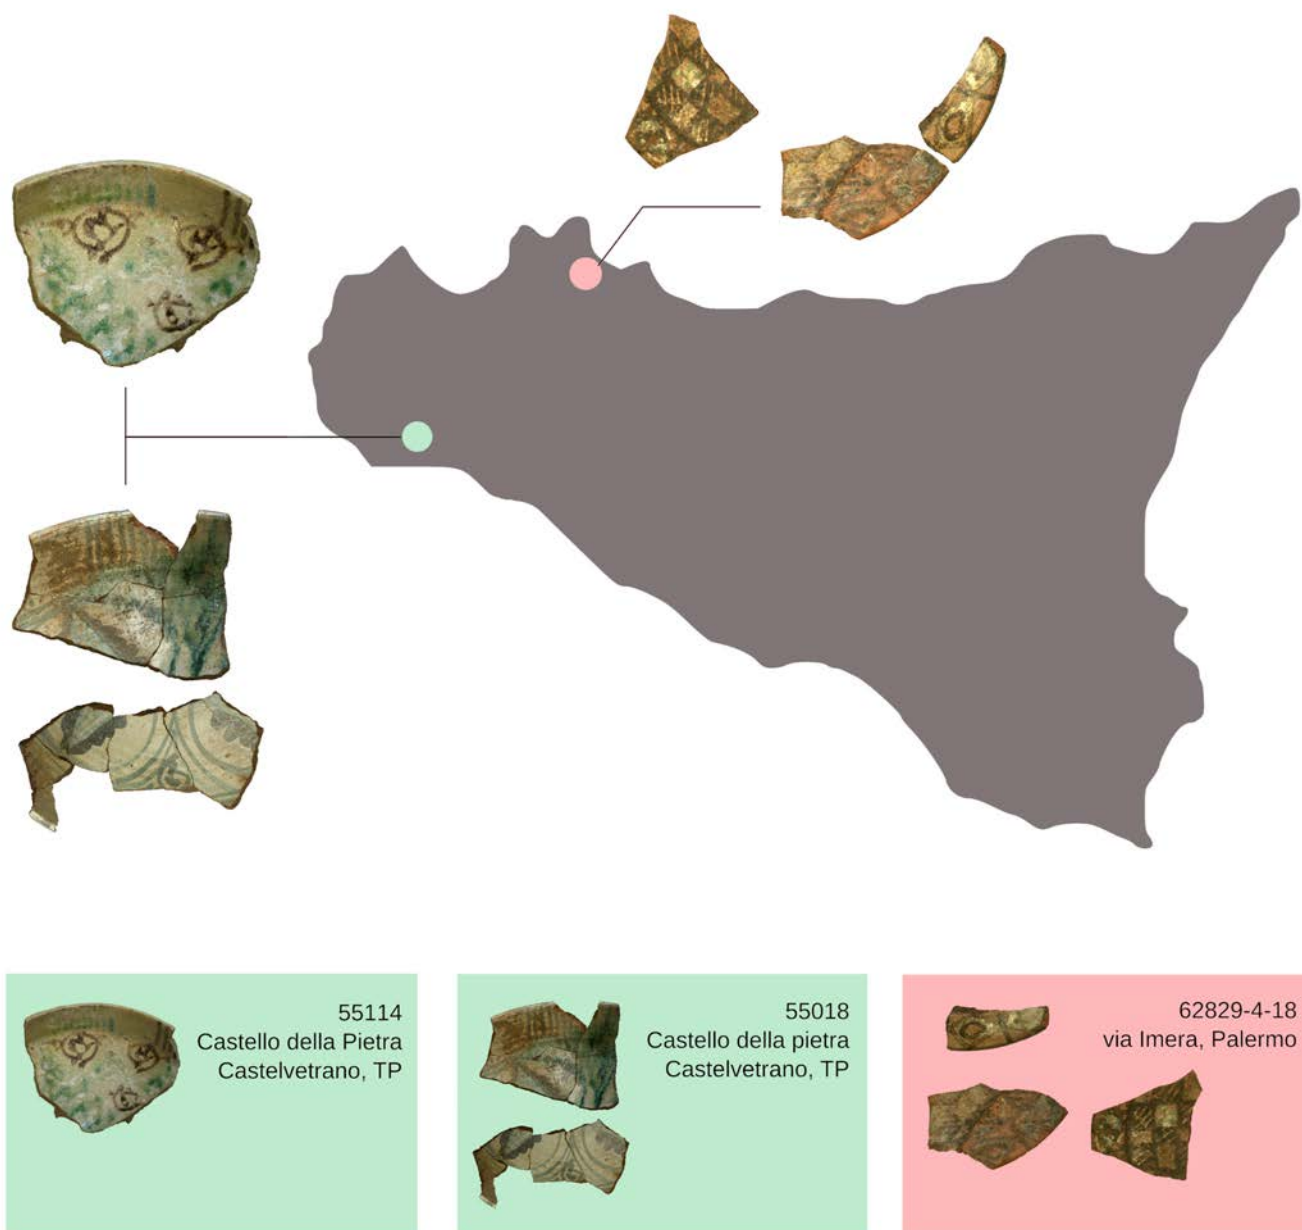 55114
Castello della Pietra
Castelvetrano, TP
55018
Castello della pietra
Castelvetrano, TP
62829-4-18
via Imera, Palermo